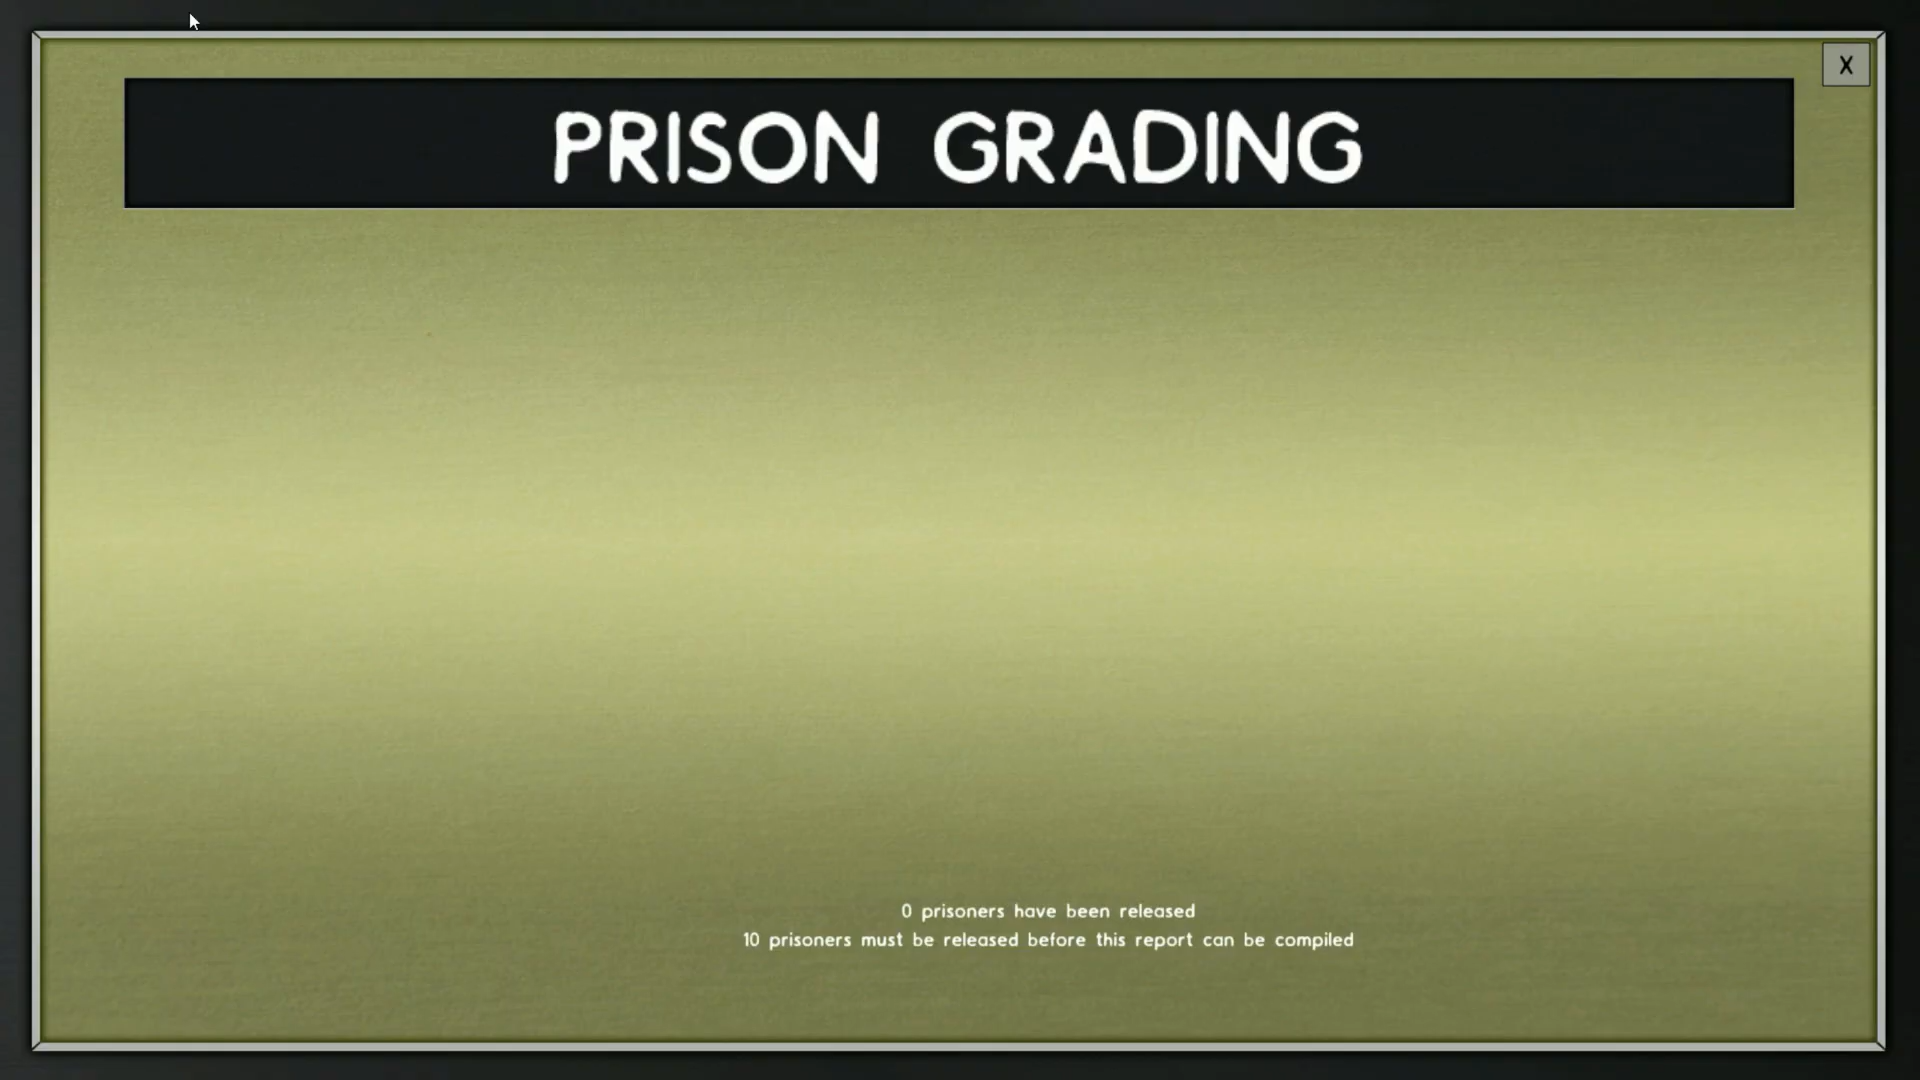 X
PRISON GRADING
0 prisoners have been released
10 prisoners must be released before this report can be compiled